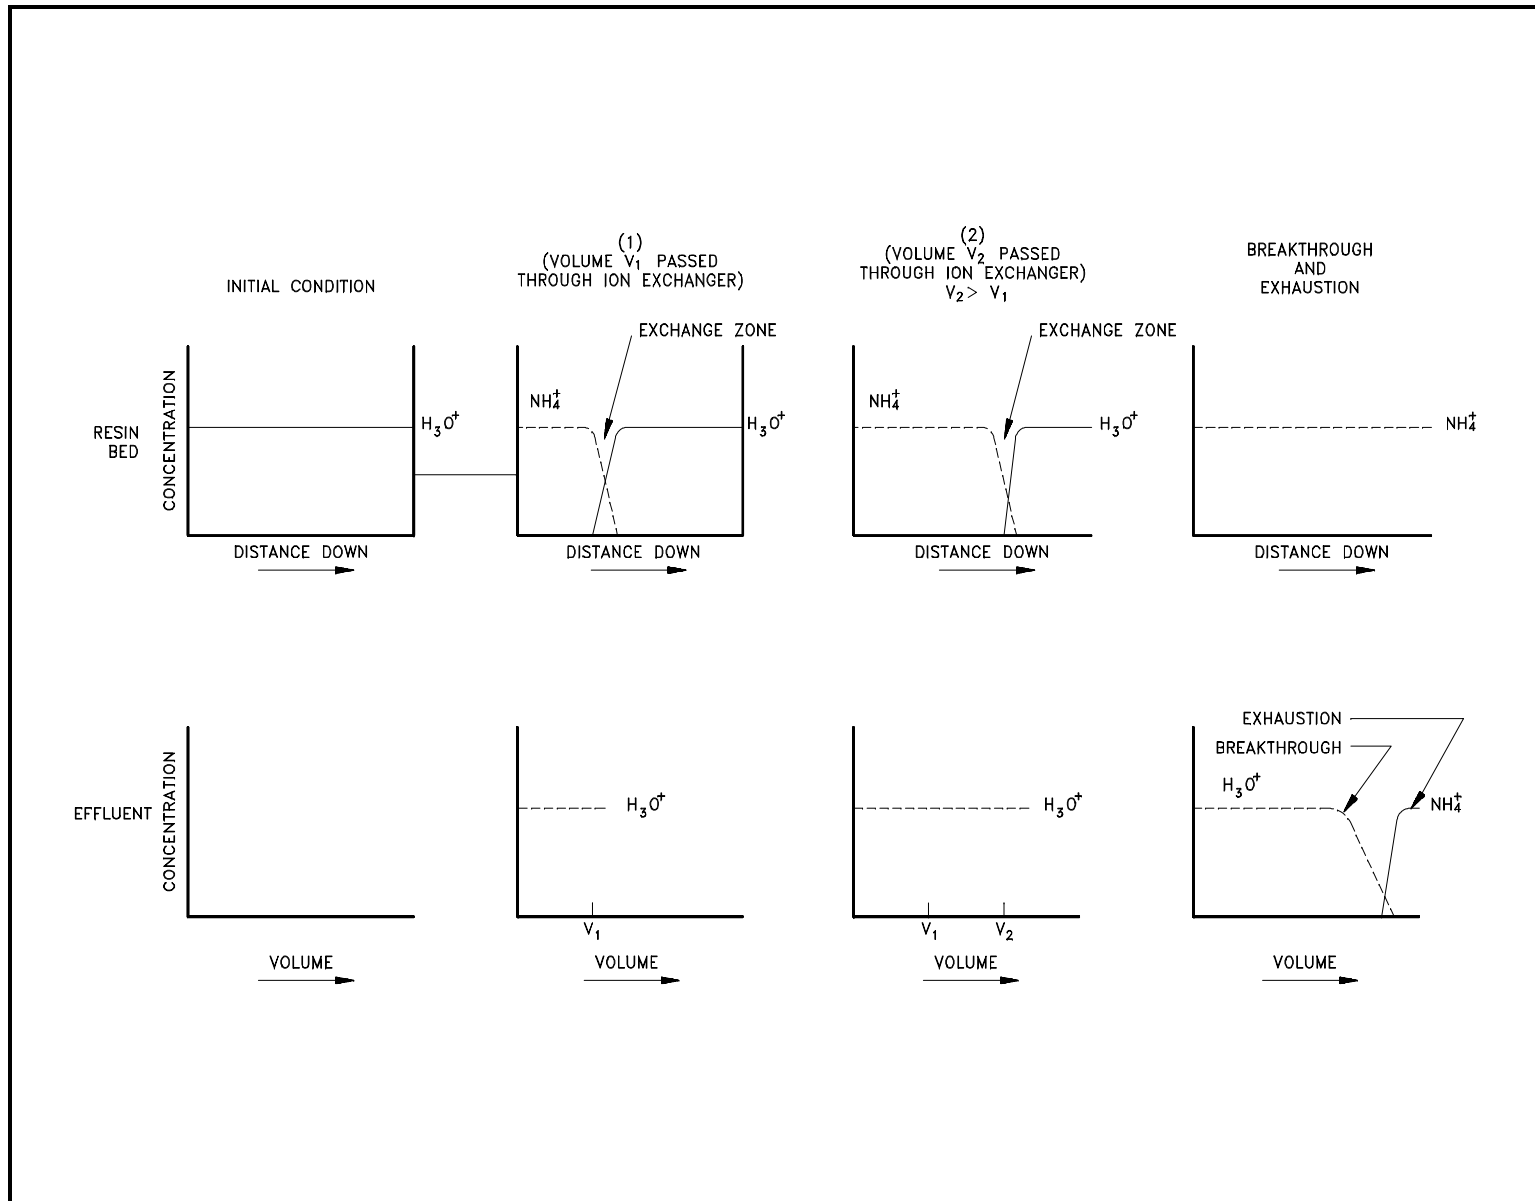 INITIAL CONDITION
(1)
(VOLUME V₁ PASSED
THROUGH ION EXCHANGER)
(2)
(VOLUME V₂ PASSED
THROUGH ION EXCHANGER)
V₂> V₁
BREAKTHROUGH
AND
EXHAUSTION
RESIN
BED
CONCENTRATION
H₃O⁺
DISTANCE DOWN
EXCHANGE ZONE
NH₄⁺
H₃O⁺
DISTANCE DOWN
EXCHANGE ZONE
NH₄⁺
H₃O⁺
DISTANCE DOWN
NH₄⁺
DISTANCE DOWN
EFFLUENT
CONCENTRATION
VOLUME
H₃O⁺
V₁
VOLUME
H₃O⁺
V₁
V₂
VOLUME
EXHAUSTION
BREAKTHROUGH
H₃O⁺
NH₄⁺
VOLUME